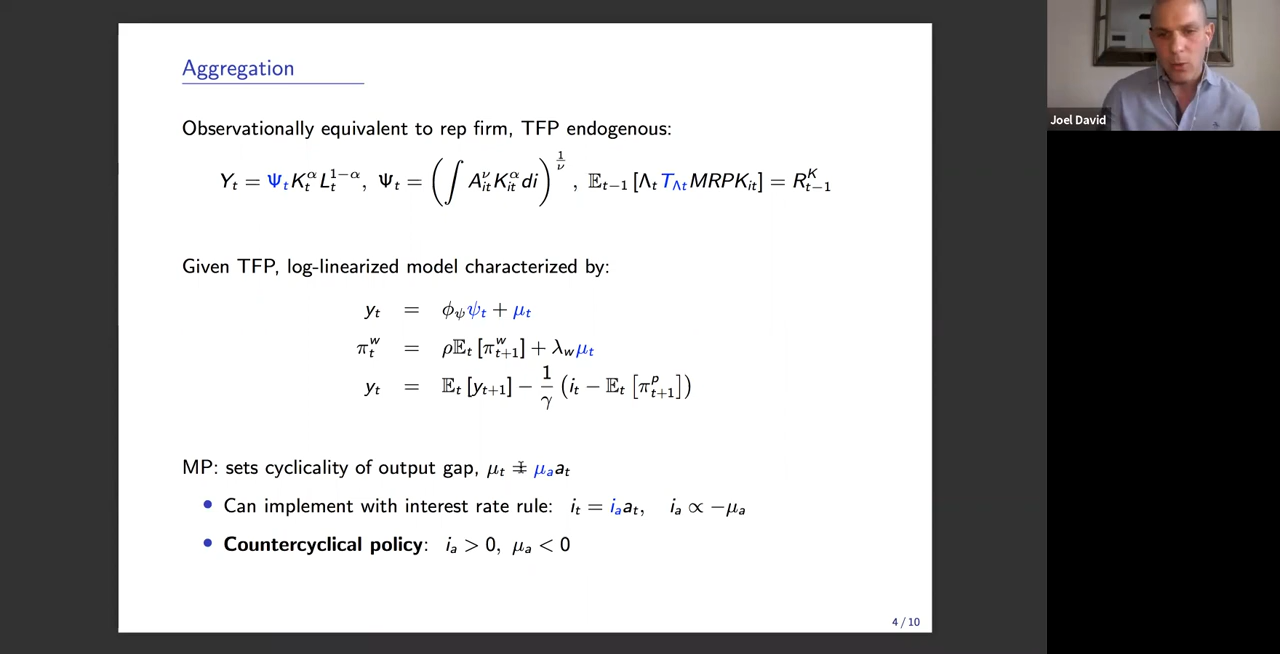 Aggregation
Observationally equivalent to rep firm, TFP endogenous:
Y_t = Ψ_t K_t^α L_t^{1−α}, Ψ_t = (∫ A_{it}^ν K_{it}^α di)^{1/ν}, 𝔼_{t−1} [Λ_t T_{Λt} MRPK_{it}] = R_{t−1}^K
Given TFP, log-linearized model characterized by:
y_t = ϕ_ψ ψ_t + μ_t
π_t^w = ρ𝔼_t [π_{t+1}^w] + λ_w μ_t
y_t = 𝔼_t [y_{t+1}] − 1/γ (i_t − 𝔼_t [π_{t+1}^p])
MP: sets cyclicality of output gap, μ_t = μ_a a_t
• Can implement with interest rate rule: i_t = i_a a_t, i_a ∝ −μ_a
• Countercyclical policy: i_a > 0, μ_a < 0
4 / 10
Joel David